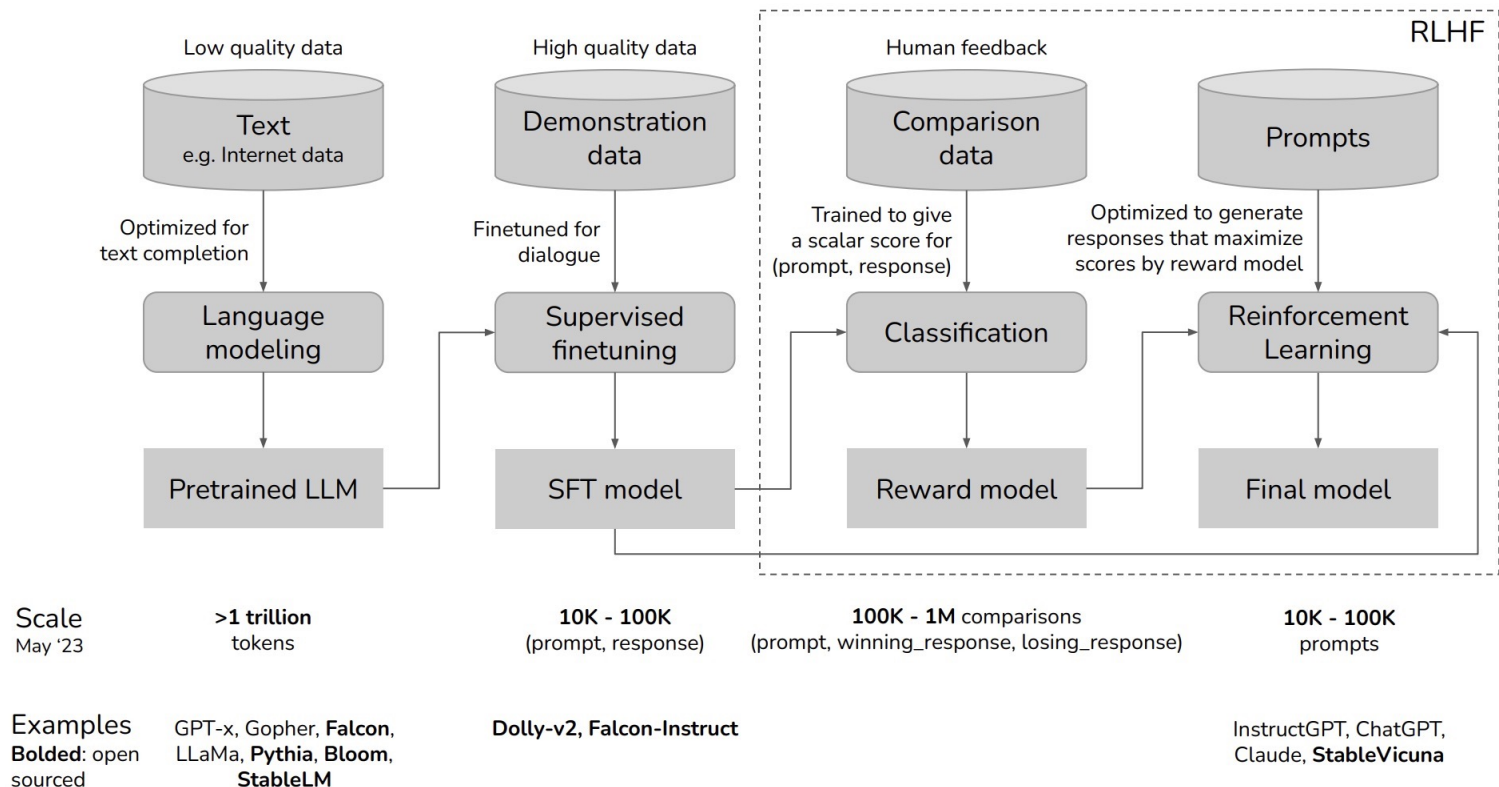 RLHF
Low quality data
High quality data
Human feedback
Text
e.g. Internet data
Demonstration
data
Comparison
data
Prompts
Optimized for
text completion
Finetuned for
dialogue
Trained to give
a scalar score for
(prompt, response)
Optimized to generate
responses that maximize
scores by reward model
Language
modeling
Supervised
finetuning
Classification
Reinforcement
Learning
Pretrained LLM
SFT model
Reward model
Final model
Scale
May ‘23
>1 trillion
tokens
10K - 100K
(prompt, response)
100K - 1M comparisons
(prompt, winning_response, losing_response)
10K - 100K
prompts
Examples
Bolded: open
sourced
GPT-x, Gopher, Falcon,
LLaMa, Pythia, Bloom,
StableLM
Dolly-v2, Falcon-Instruct
InstructGPT, ChatGPT,
Claude, StableVicuna